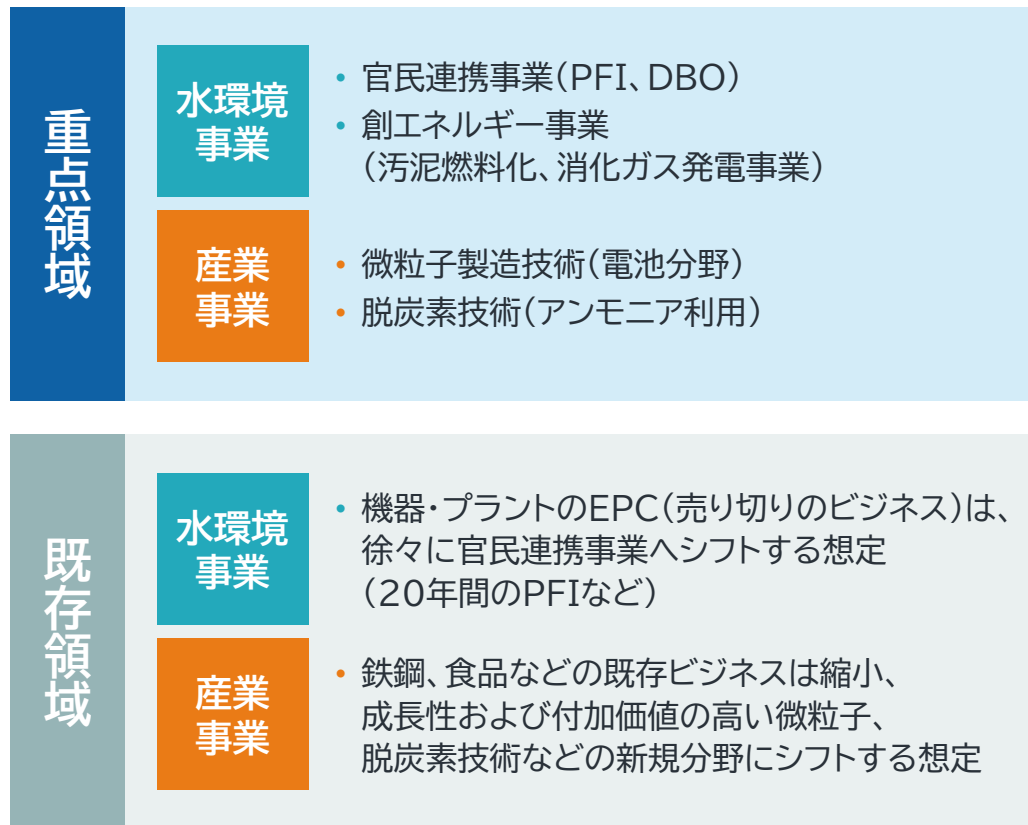 重点領域
水環境
事業
• 官民連携事業（PFI、DBO）
• 創エネルギー事業
（汚泥燃料化、消化ガス発電事業）
産業
事業
• 微粒子製造技術（電池分野）
• 脱炭素技術（アンモニア利用）
既存領域
水環境
事業
• 機器・プラントのEPC（売り切りのビジネス）は、
徐々に官民連携事業へシフトする想定
（20年間のPFIなど）
産業
事業
• 鉄鋼、食品などの既存ビジネスは縮小、
成長性および付加価値の高い微粒子、
脱炭素技術などの新規分野にシフトする想定